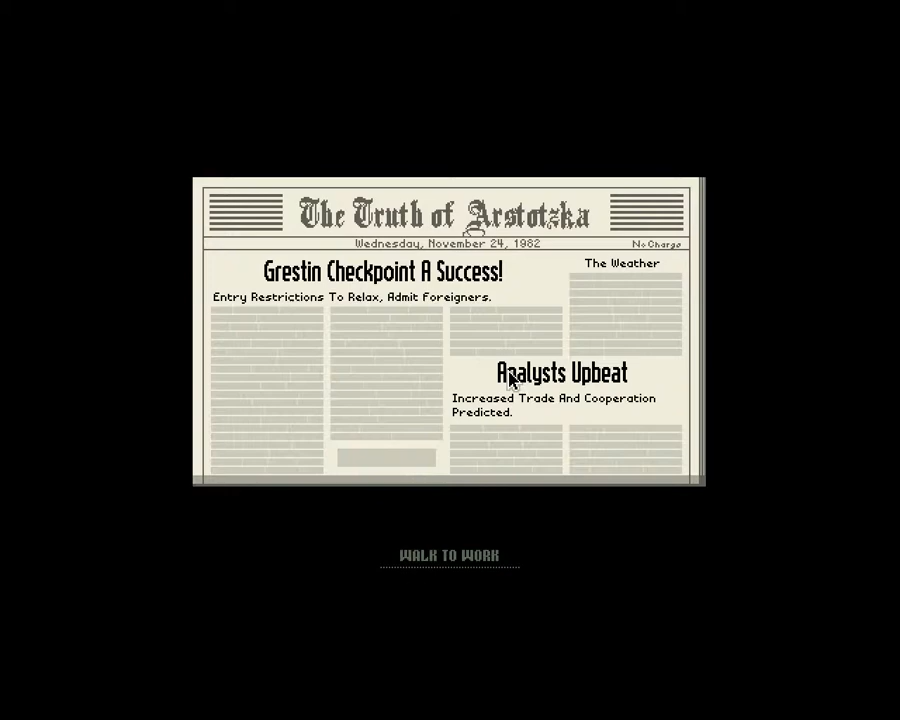 The Truth of Arstotzka
Wednesday, November 24, 1982
No Charge
Grestin Checkpoint A Success!
Entry Restrictions To Relax, Admit Foreigners.
The Weather
Analysts Upbeat
Increased Trade And Cooperation
Predicted.
WALK TO WORK